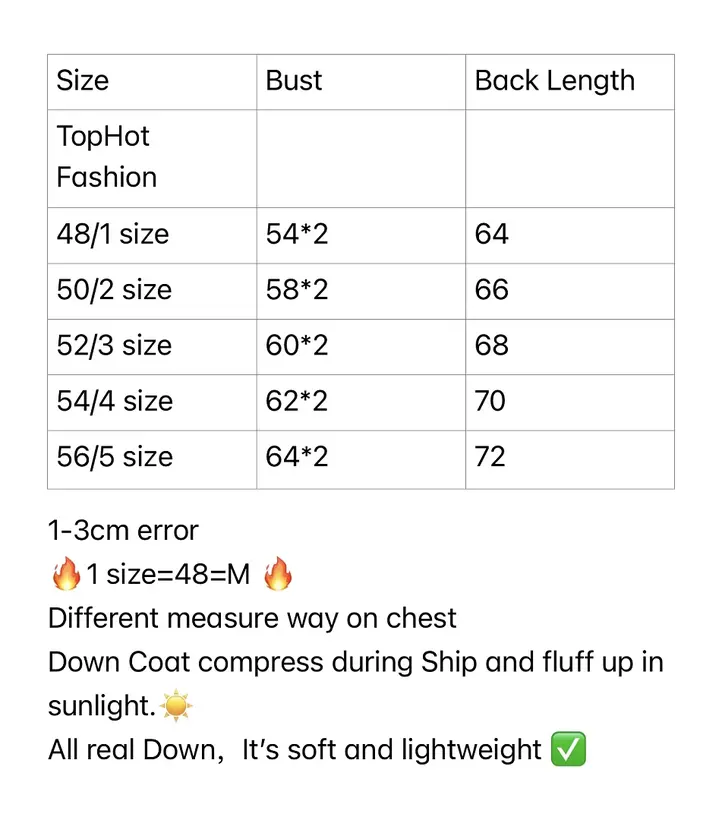 Size Bust Back Length
TopHot
Fashion
48/1 size 54*2 64
50/2 size 58*2 66
52/3 size 60*2 68
54/4 size 62*2 70
56/5 size 64*2 72
1-3cm error
🔥1 size=48=M 🔥
Different measure way on chest
Down Coat compress during Ship and fluff up in
sunlight.☀️
All real Down，It's soft and lightweight ✅